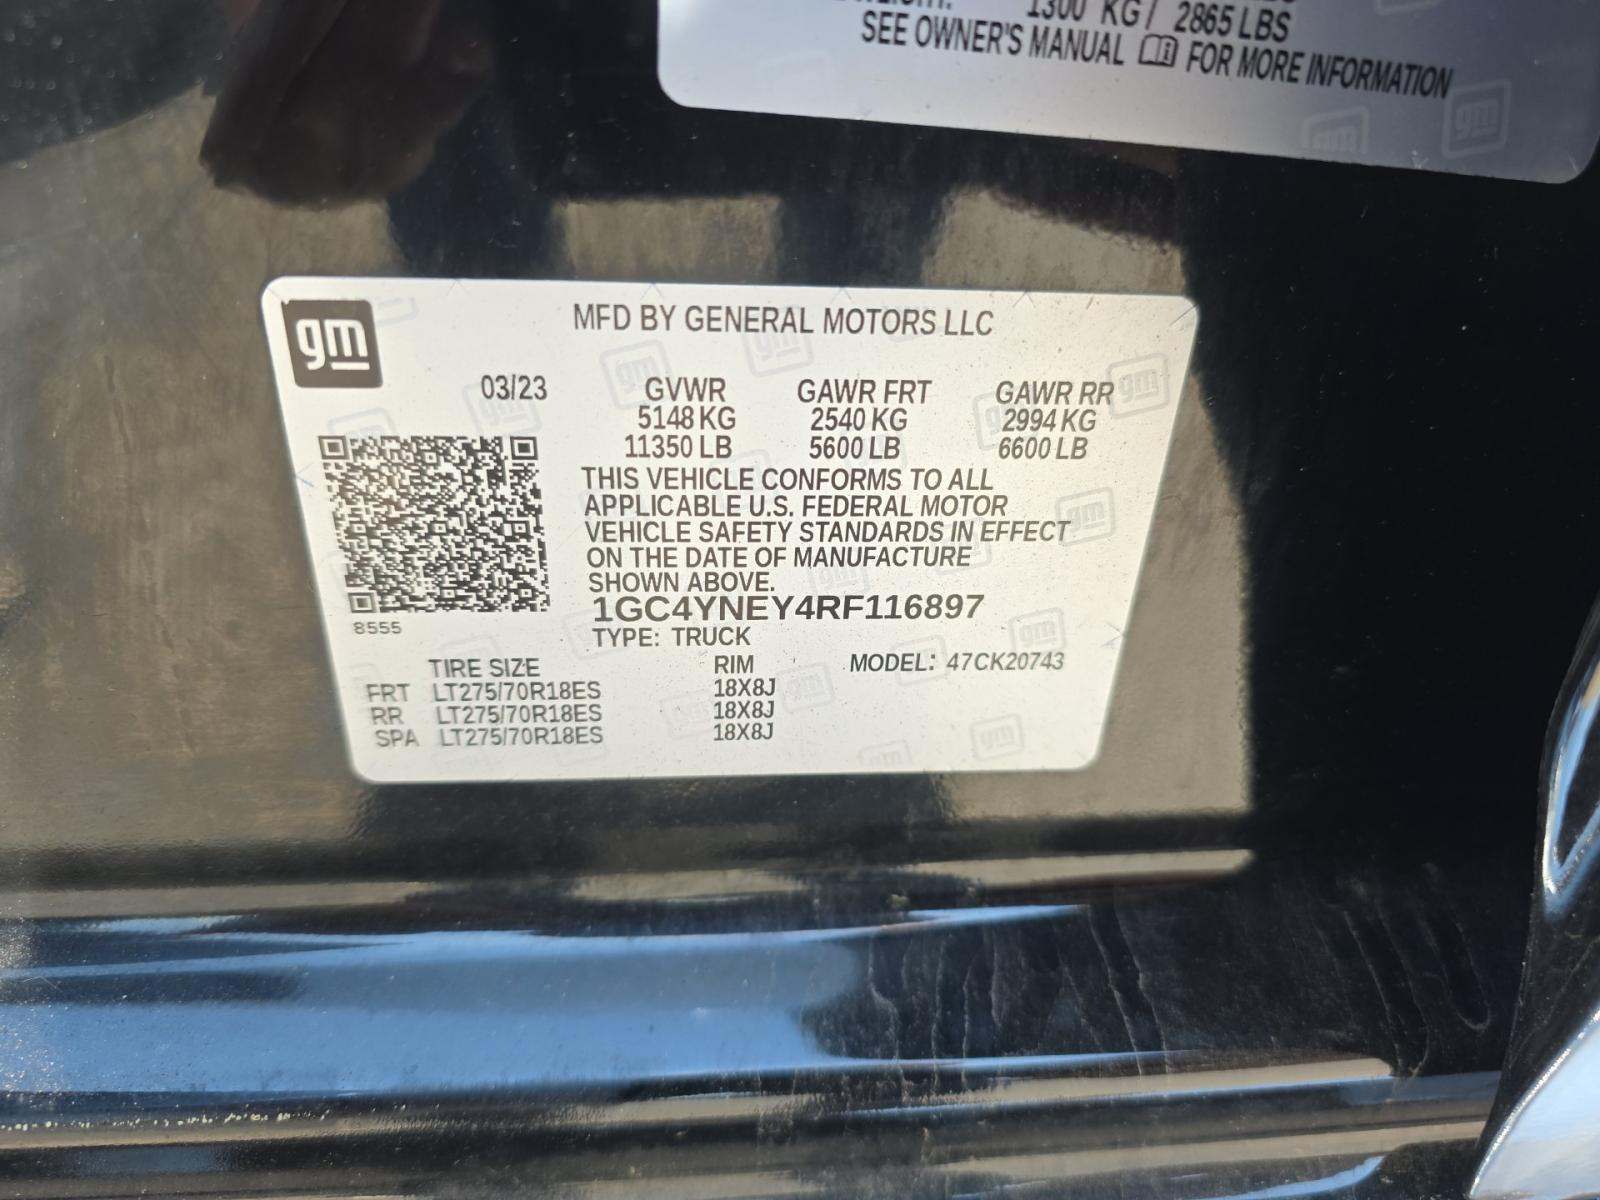 1300 KG / 2865 LBS
SEE OWNER'S MANUAL FOR MORE INFORMATION
gm
MFD BY GENERAL MOTORS LLC
03/23 GVWR GAWR FRT GAWR RR
5148 KG 2540 KG 2994 KG
11350 LB 5600 LB 6600 LB
THIS VEHICLE CONFORMS TO ALL
APPLICABLE U.S. FEDERAL MOTOR
VEHICLE SAFETY STANDARDS IN EFFECT
ON THE DATE OF MANUFACTURE
SHOWN ABOVE.
1GC4YNEY4RF116897
8555
TYPE: TRUCK
TIRE SIZE RIM MODEL: 47CK20743
FRT LT275/70R18ES 18X8J
RR LT275/70R18ES 18X8J
SPA LT275/70R18ES 18X8J